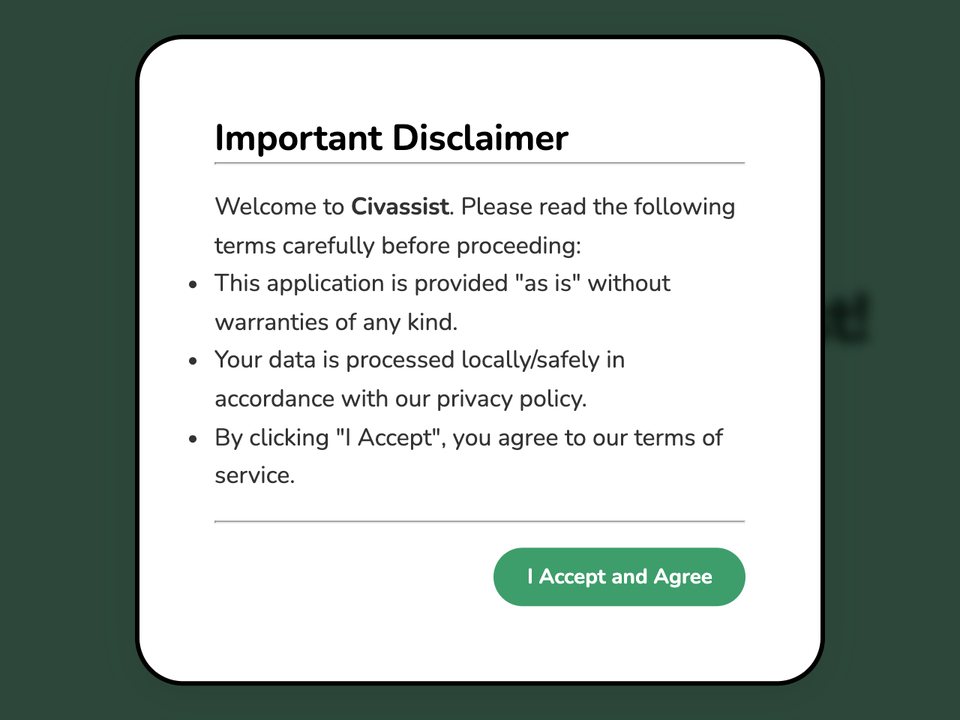 Important Disclaimer
Welcome to Civassist. Please read the following
terms carefully before proceeding:
• This application is provided "as is" without
warranties of any kind.
• Your data is processed locally/safely in
accordance with our privacy policy.
• By clicking "I Accept", you agree to our terms of
service.
I Accept and Agree